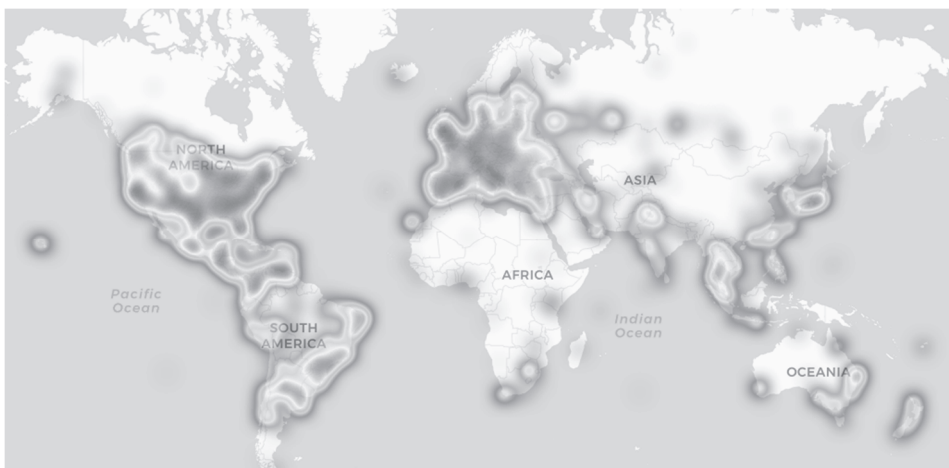 NORTH
AMERICA
ASIA
AFRICA
Pacific
Ocean
Indian
Ocean
SOUTH
AMERICA
OCEANIA